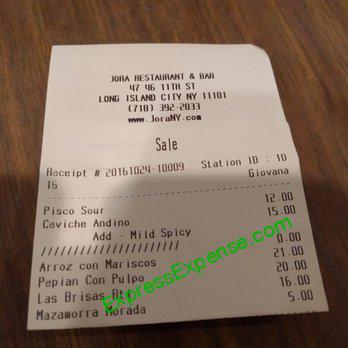 JORA RESTAURANT & BAR
47 46 11TH ST
LONG ISLAND CITY NY 11101
(718) 392-2033
www.JoraNY.com
Sale
Receipt # 20161024-10009 Station ID : 10
16 Giovana
Pisco Sour 12.00
Ceviche Andino 15.00
Add - Mild Spicy 0.00
////////////////////////
Arroz con Mariscos 21.00
Pepian Con Pulpo 20.00
Las Brisas Btl 16.00
Mazamorra Morada 5.00
ExpressExpense.com